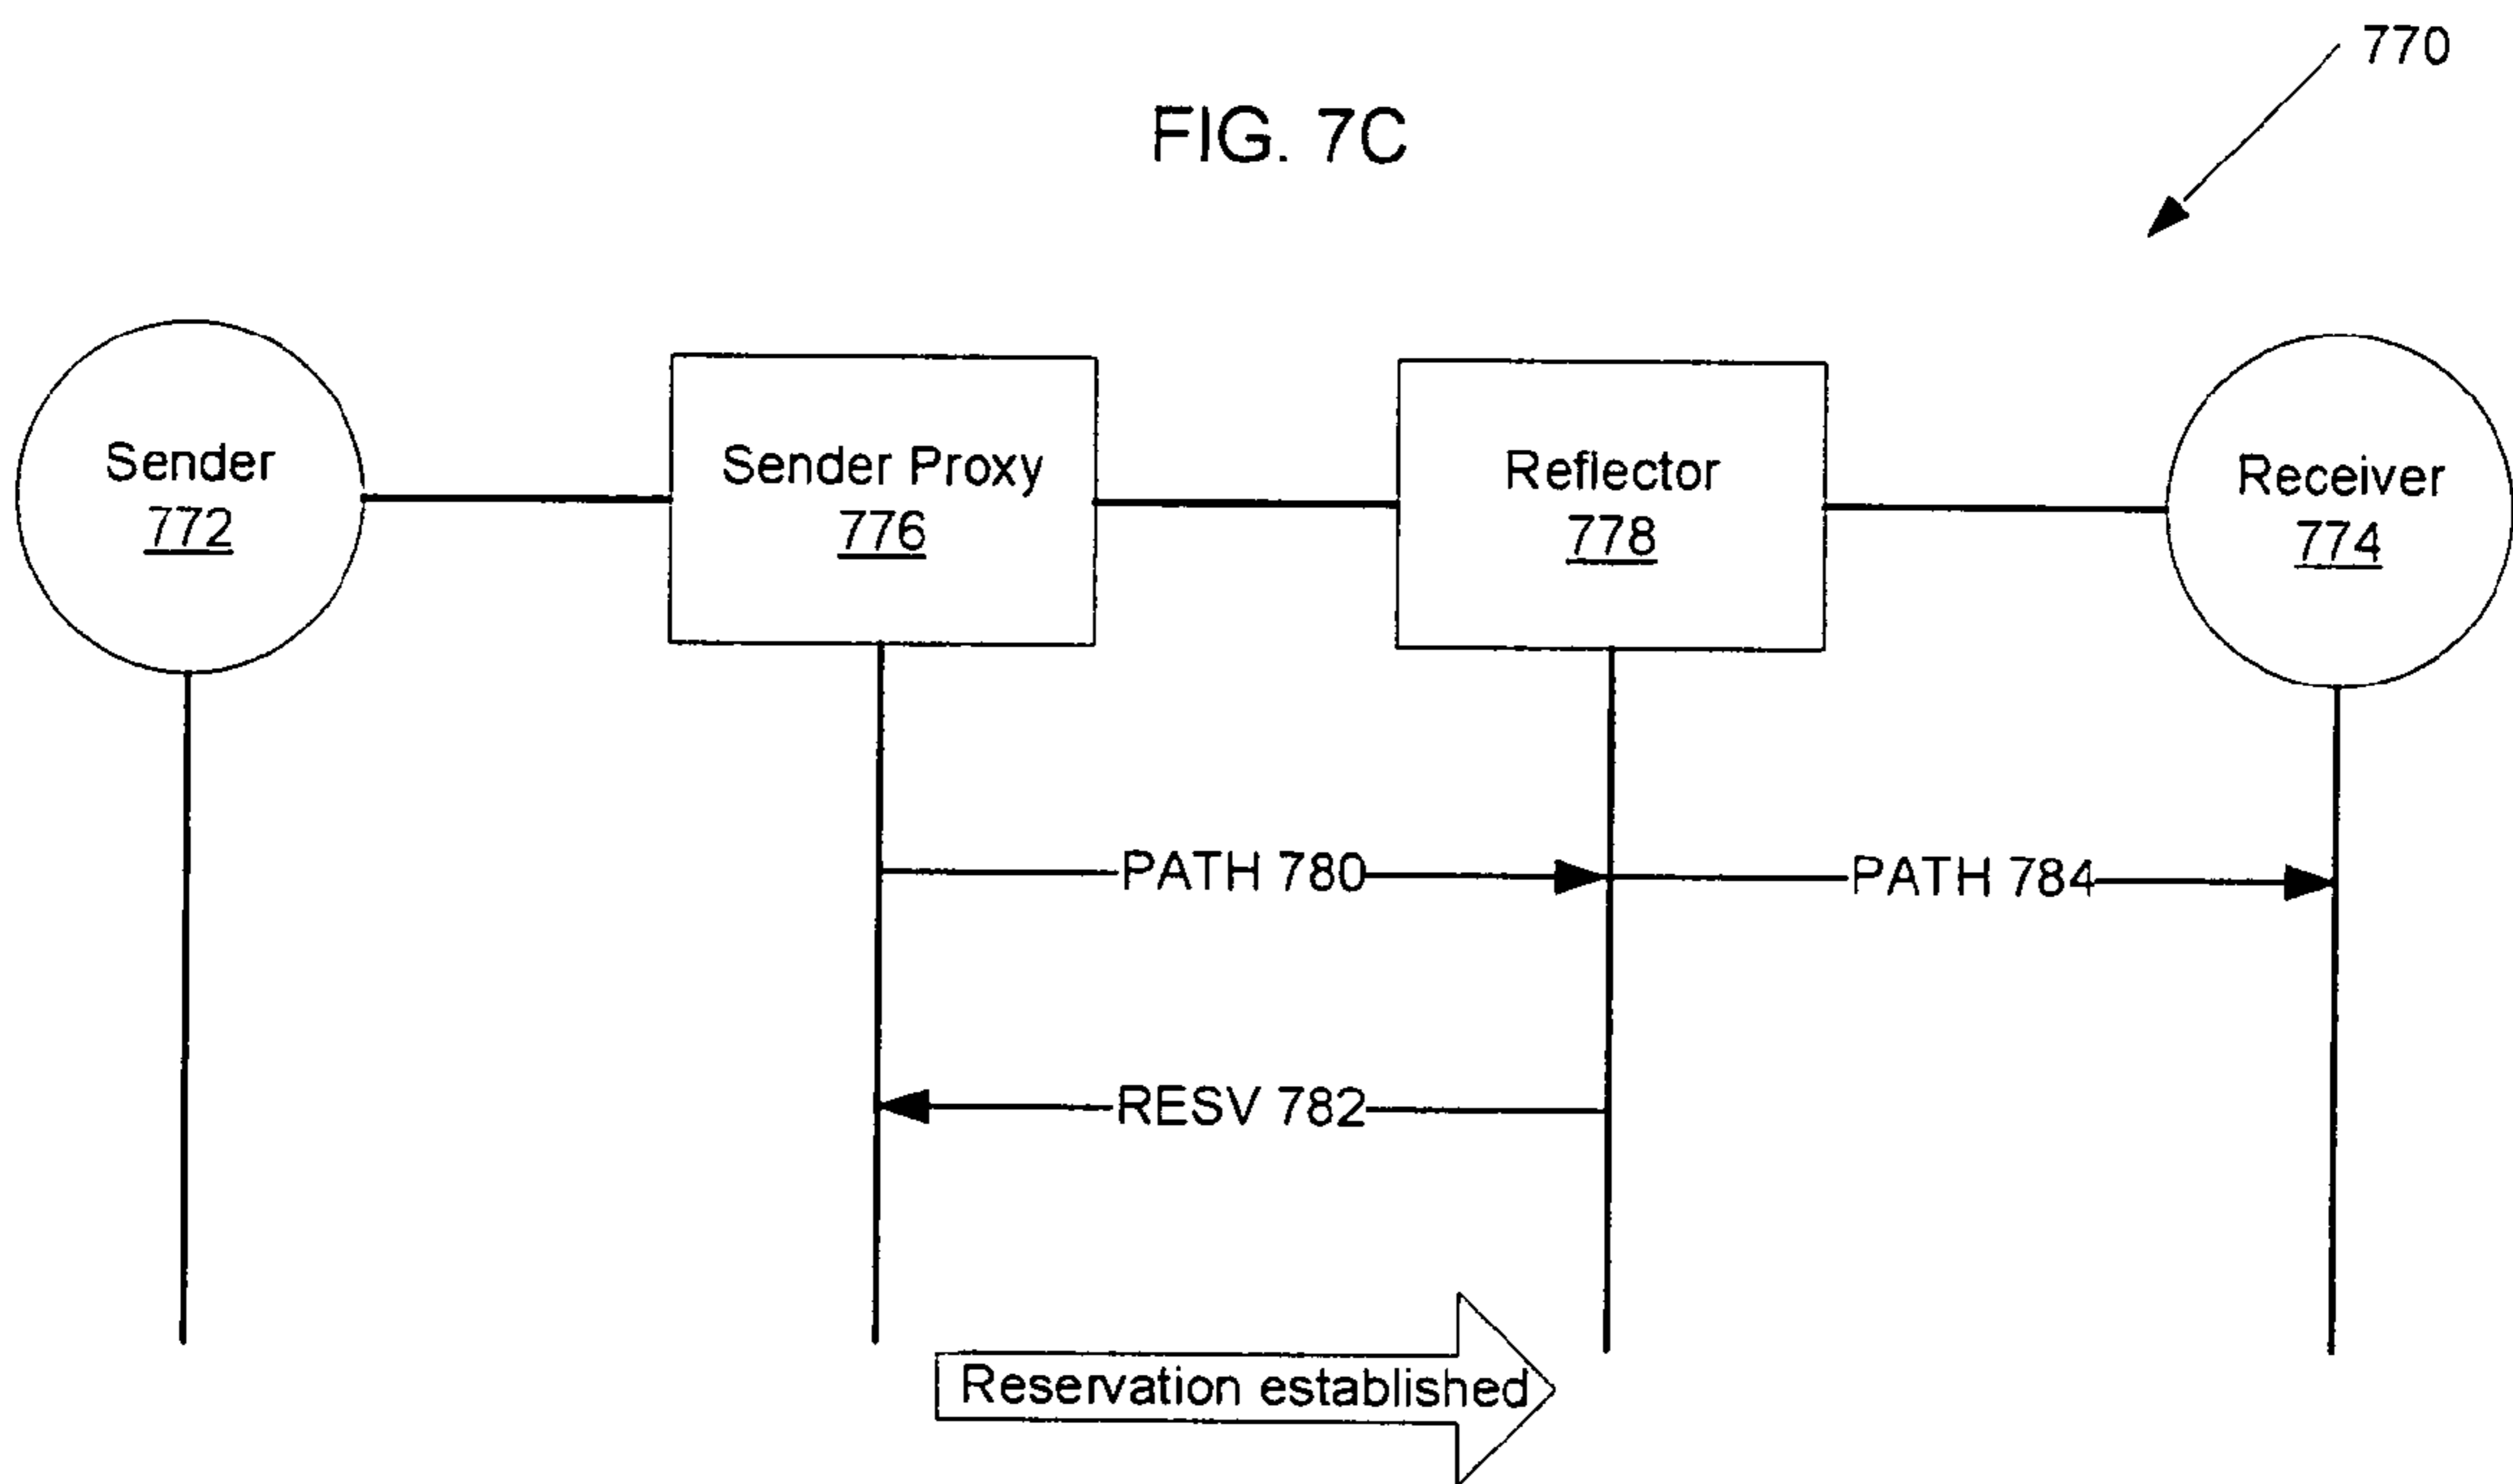 770
FIG. 7C
Sender
772
Sender Proxy
776
Reflector
778
Receiver
774
PATH 780
PATH 784
RESV 782
Reservation established